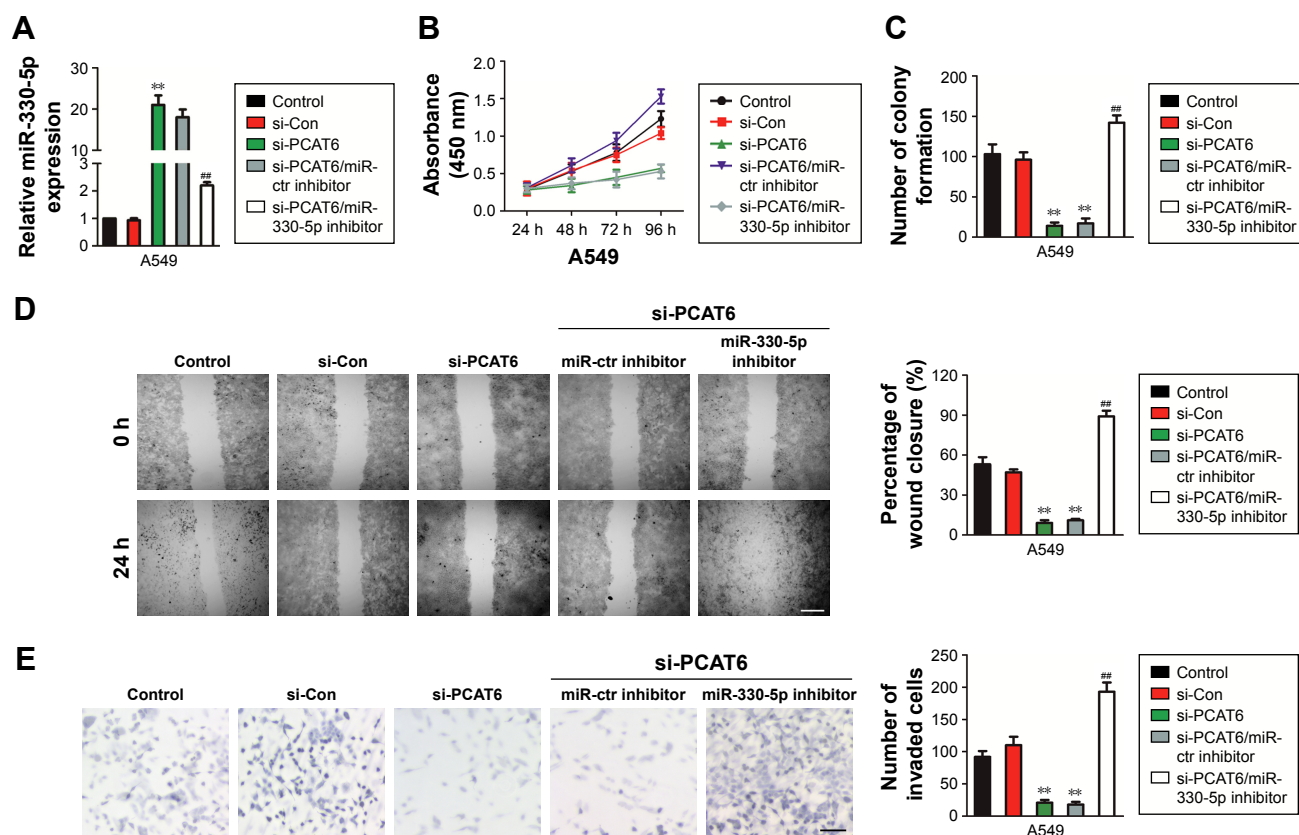 A
Relative miR-330-5p
expression
30
20
10
3
2
1
0
**
##
A549
Control
si-Con
si-PCAT6
si-PCAT6/miR-
ctr inhibitor
si-PCAT6/miR-
330-5p inhibitor
B
Absorbance
(450 nm)
2.0
1.5
1.0
0.5
0.0
24 h 48 h 72 h 96 h
A549
Control
si-Con
si-PCAT6
si-PCAT6/miR-
ctr inhibitor
si-PCAT6/miR-
330-5p inhibitor
C
Number of colony
formation
200
150
100
50
0
** **
##
A549
Control
si-Con
si-PCAT6
si-PCAT6/miR-
ctr inhibitor
si-PCAT6/miR-
330-5p inhibitor
D
si-PCAT6
Control si-Con si-PCAT6 miR-ctr inhibitor miR-330-5p
inhibitor
0 h
24 h
Percentage of
wound closure (%)
120
90
60
30
0
** **
##
A549
Control
si-Con
si-PCAT6
si-PCAT6/miR-
ctr inhibitor
si-PCAT6/miR-
330-5p inhibitor
E
si-PCAT6
Control si-Con si-PCAT6 miR-ctr inhibitor miR-330-5p inhibitor
Number of
invaded cells
250
200
150
100
50
0
** **
##
A549
Control
si-Con
si-PCAT6
si-PCAT6/miR-
ctr inhibitor
si-PCAT6/miR-
330-5p inhibitor